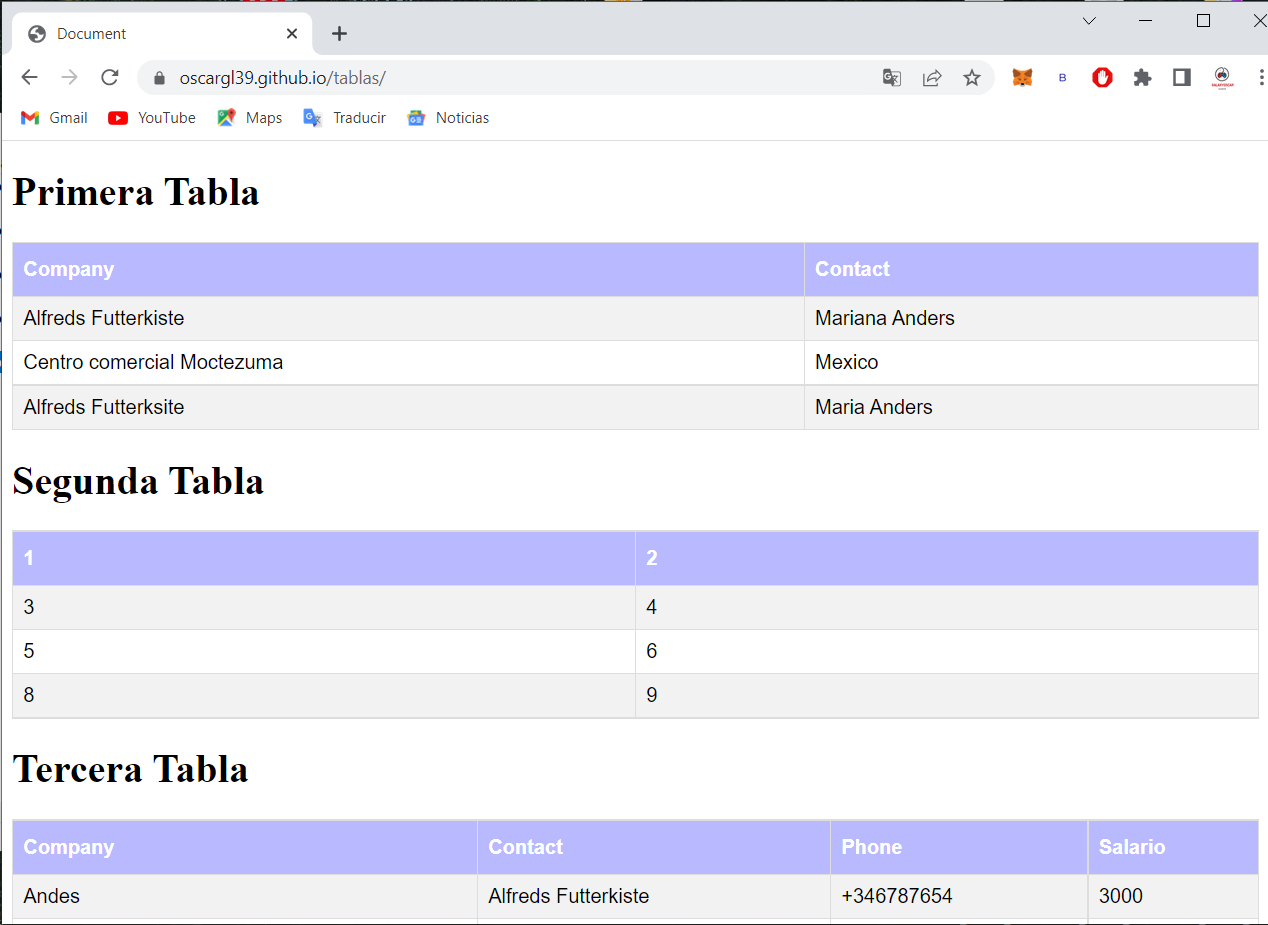 Document
oscargl39.github.io/tablas/
B
Gmail YouTube Maps Traducir Noticias
Primera Tabla
Company Contact
Alfreds Futterkiste Mariana Anders
Centro comercial Moctezuma Mexico
Alfreds Futterksite Maria Anders
Segunda Tabla
1 2
3 4
5 6
8 9
Tercera Tabla
Company Contact Phone Salario
Andes Alfreds Futterkiste +346787654 3000